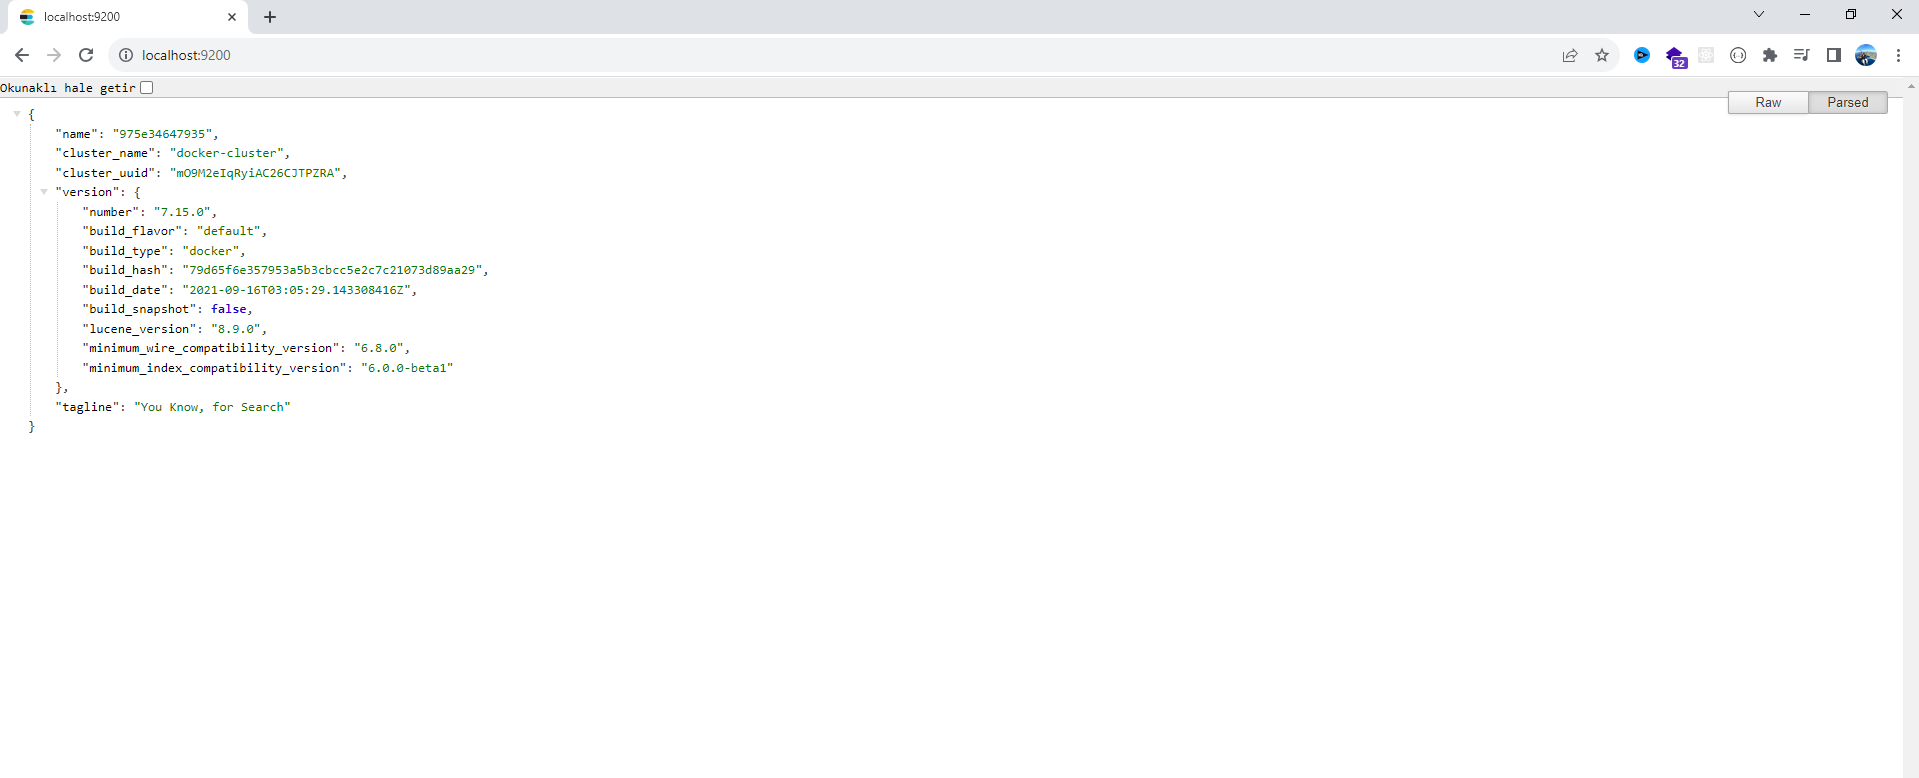 localhost:9200
localhost:9200
32
Okunaklı hale getir
Raw
Parsed
{
"name": "975e34647935",
"cluster_name": "docker-cluster",
"cluster_uuid": "mO9M2eIqRyiAC26CJTPZRA",
"version": {
"number": "7.15.0",
"build_flavor": "default",
"build_type": "docker",
"build_hash": "79d65f6e357953a5b3cbcc5e2c7c21073d89aa29",
"build_date": "2021-09-16T03:05:29.143308416Z",
"build_snapshot": false,
"lucene_version": "8.9.0",
"minimum_wire_compatibility_version": "6.8.0",
"minimum_index_compatibility_version": "6.0.0-beta1"
},
"tagline": "You Know, for Search"
}